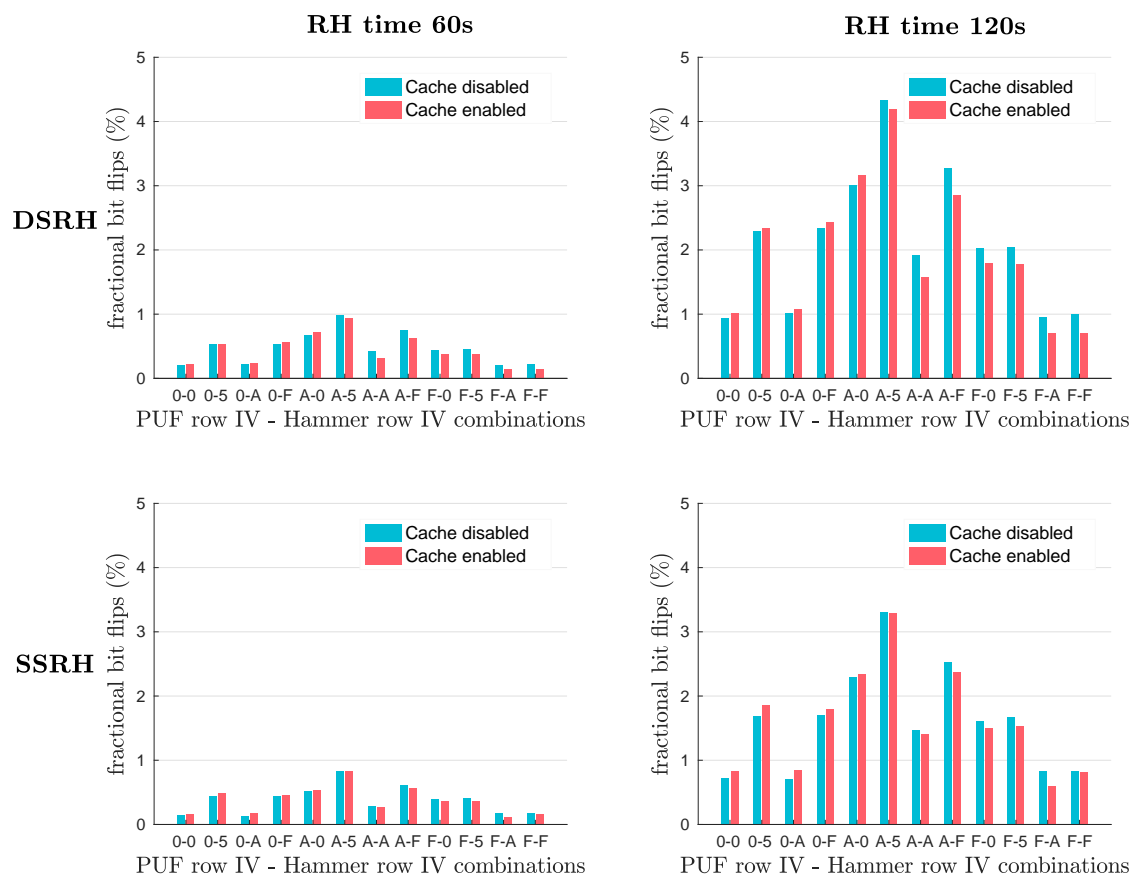 RH time 60s
RH time 120s
DSRH
fractional bit flips (%)
5
4
3
2
1
0
Cache disabled
Cache enabled
0-0 0-5 0-A 0-F A-0 A-5 A-A A-F F-0 F-5 F-A F-F
PUF row IV - Hammer row IV combinations
fractional bit flips (%)
5
4
3
2
1
0
Cache disabled
Cache enabled
0-0 0-5 0-A 0-F A-0 A-5 A-A A-F F-0 F-5 F-A F-F
PUF row IV - Hammer row IV combinations
SSRH
fractional bit flips (%)
5
4
3
2
1
0
Cache disabled
Cache enabled
0-0 0-5 0-A 0-F A-0 A-5 A-A A-F F-0 F-5 F-A F-F
PUF row IV - Hammer row IV combinations
fractional bit flips (%)
5
4
3
2
1
0
Cache disabled
Cache enabled
0-0 0-5 0-A 0-F A-0 A-5 A-A A-F F-0 F-5 F-A F-F
PUF row IV - Hammer row IV combinations